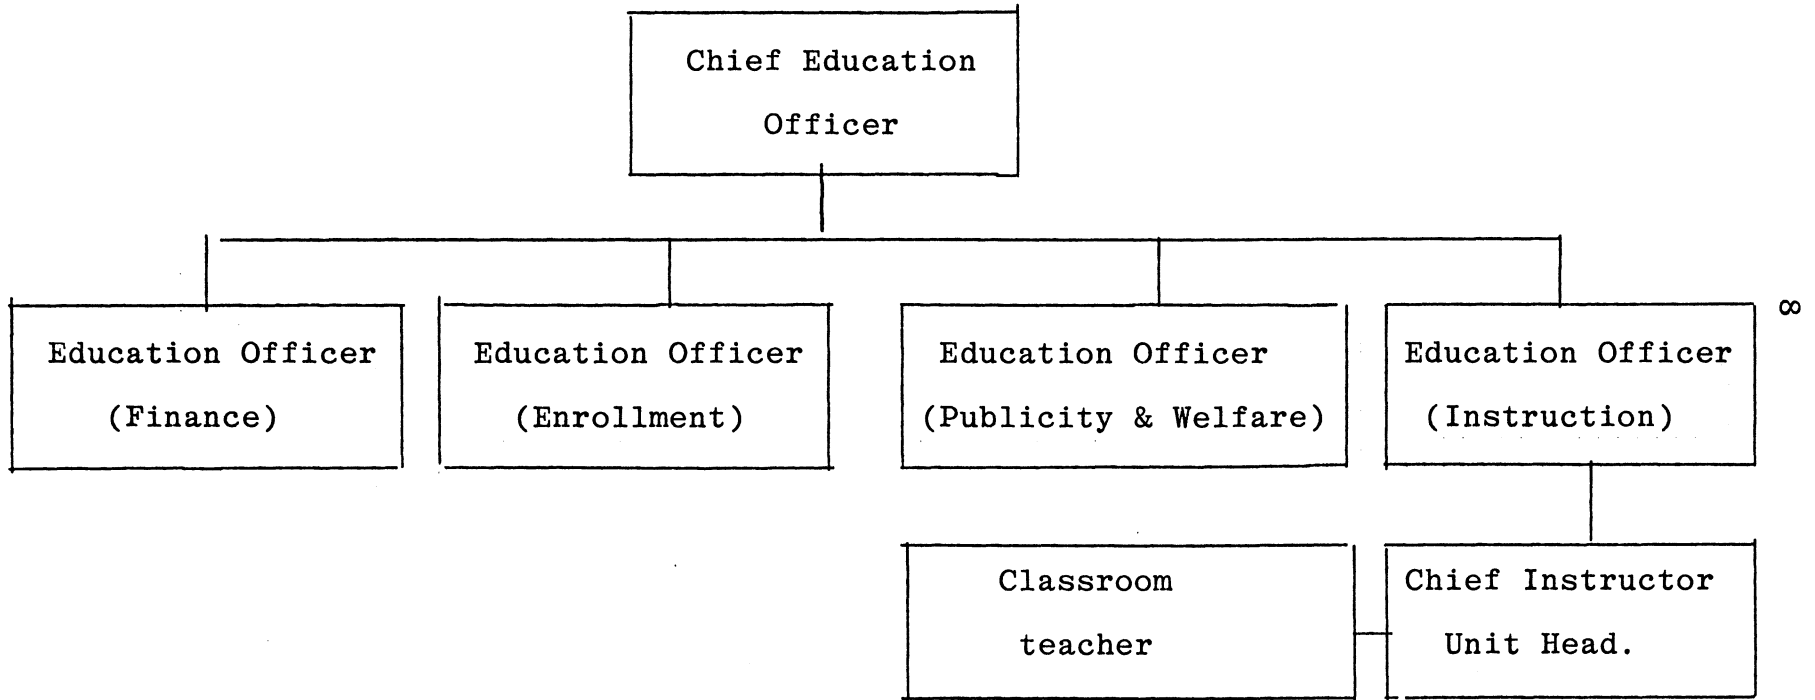 Chief Education
Officer
Education Officer
(Finance)
Education Officer
(Enrollment)
Education Officer
(Publicity & Welfare)
Education Officer
(Instruction)
8
Classroom
teacher
Chief Instructor
Unit Head.